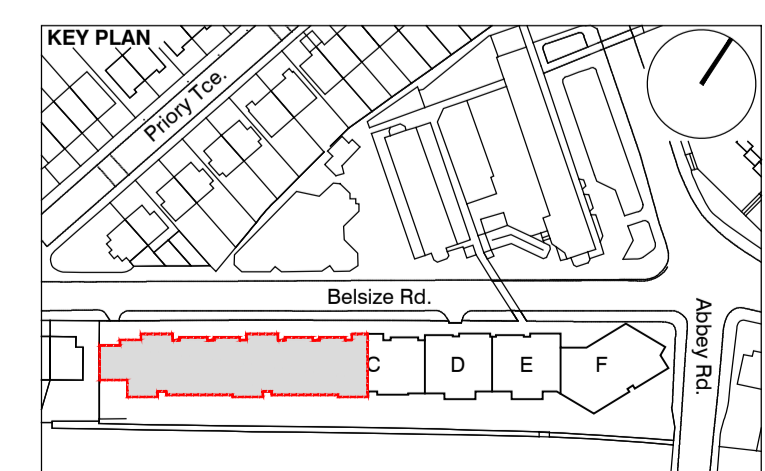 KEY PLAN
Priory Tce.
Belsize Rd.
Abbey Rd.
C
D
E
F